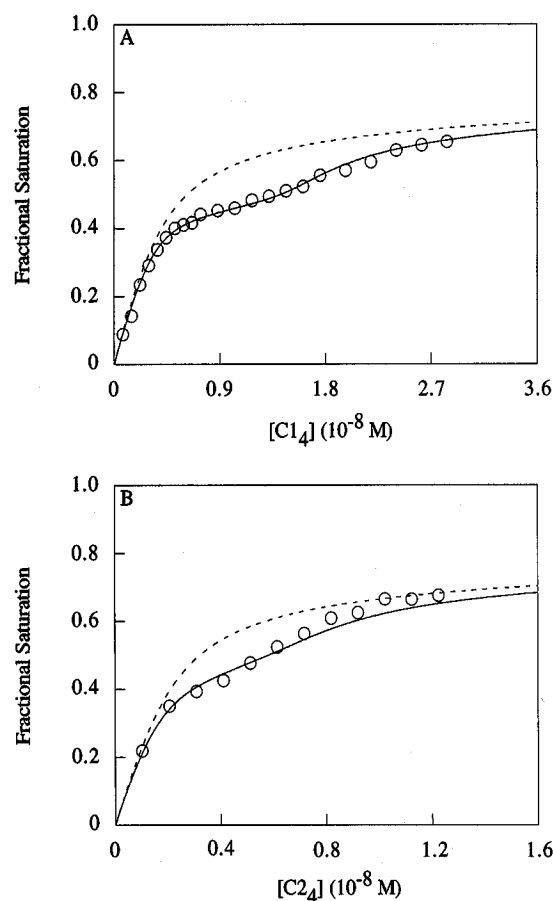 A
1.0
0.8
0.6
0.4
0.2
0
Fractional Saturation
0 0.9 1.8 2.7 3.6
[C1₄] (10⁻⁸ M)
B
1.0
0.8
0.6
0.4
0.2
0
Fractional Saturation
0 0.4 0.8 1.2 1.6
[C2₄] (10⁻⁸ M)